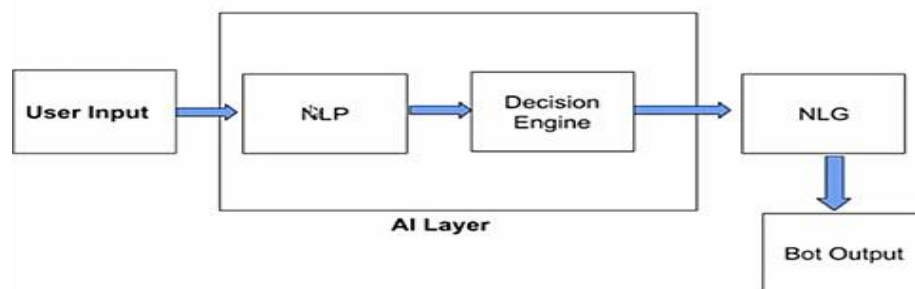 User Input
NLP
Decision
Engine
NLG
AI Layer
Bot Output